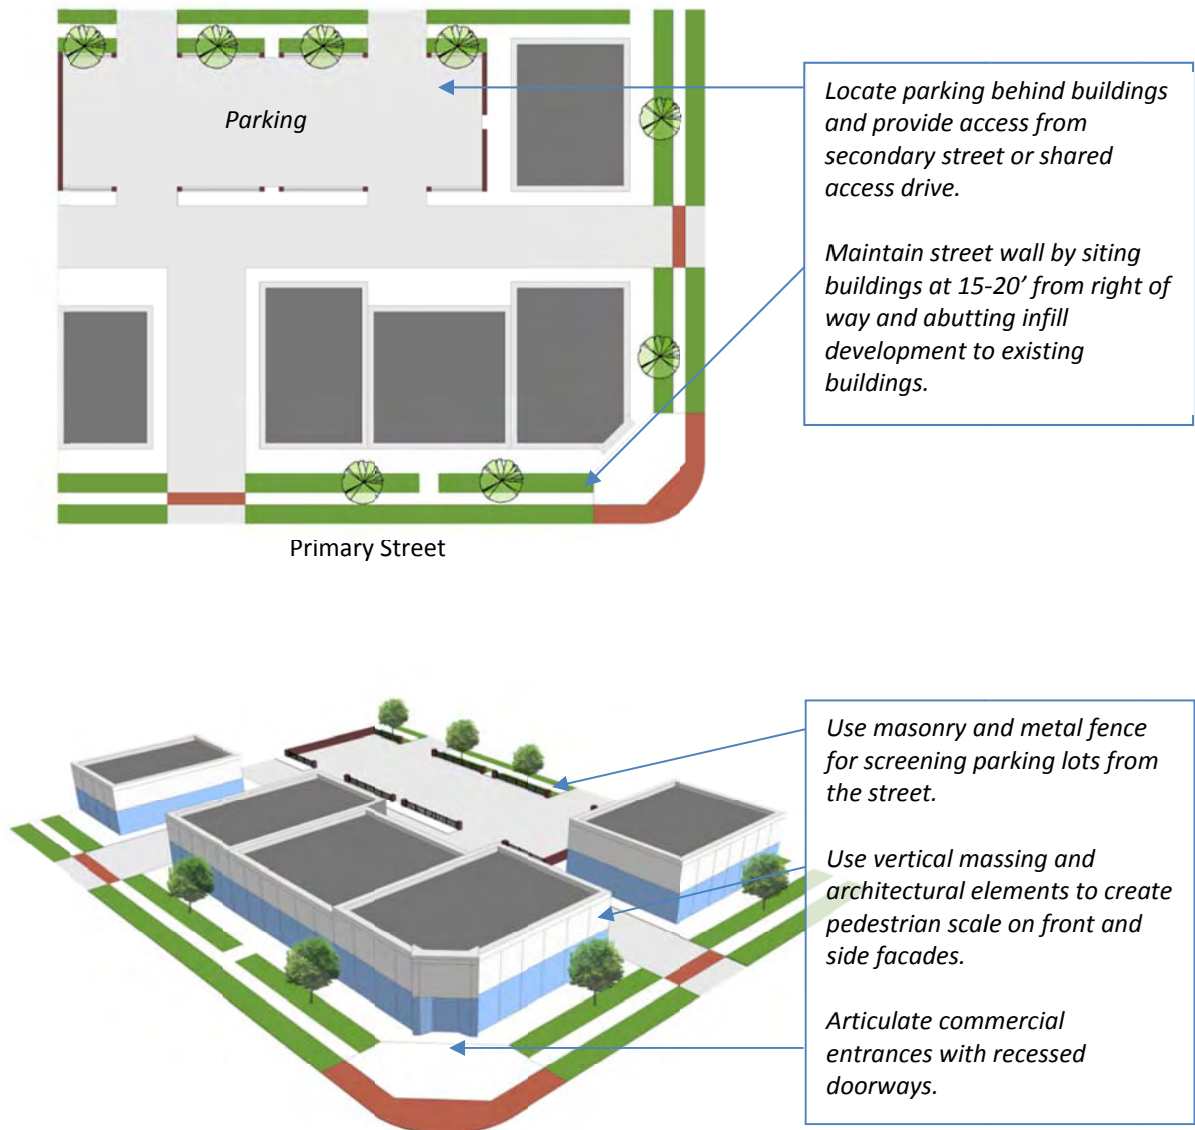 Parking
Locate parking behind buildings
and provide access from
secondary street or shared
access drive.
Maintain street wall by siting
buildings at 15-20’ from right of
way and abutting infill
development to existing
buildings.
Primary Street
Use masonry and metal fence
for screening parking lots from
the street.
Use vertical massing and
architectural elements to create
pedestrian scale on front and
side facades.
Articulate commercial
entrances with recessed
doorways.